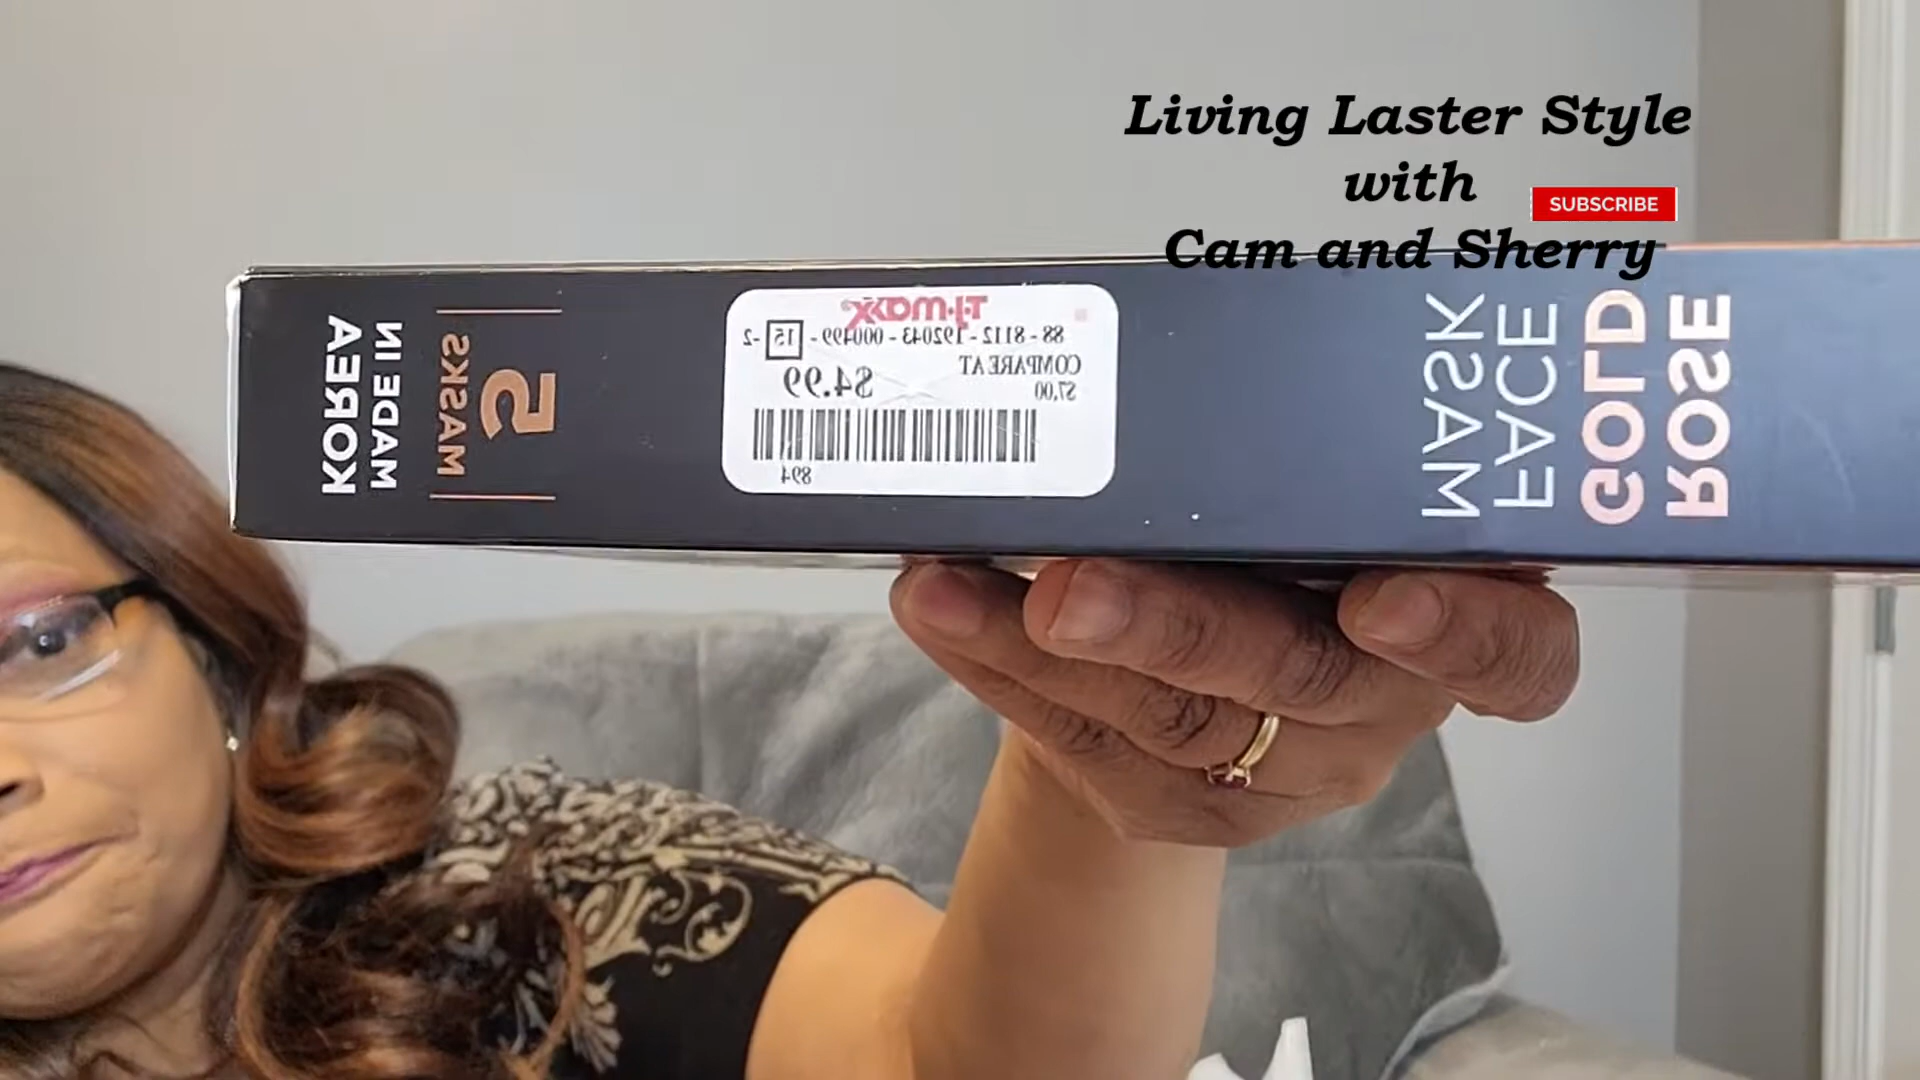 Living Laster Style
with
SUBSCRIBE
Cam and Sherry
T·J·maxx
88 - 8112 - 192043 - 000499 - 15 -2
COMPARE AT
$7.00
$4.99
894
ROSE
GOLD
FACE
MASK
5
MASKS
MADE IN
KOREA